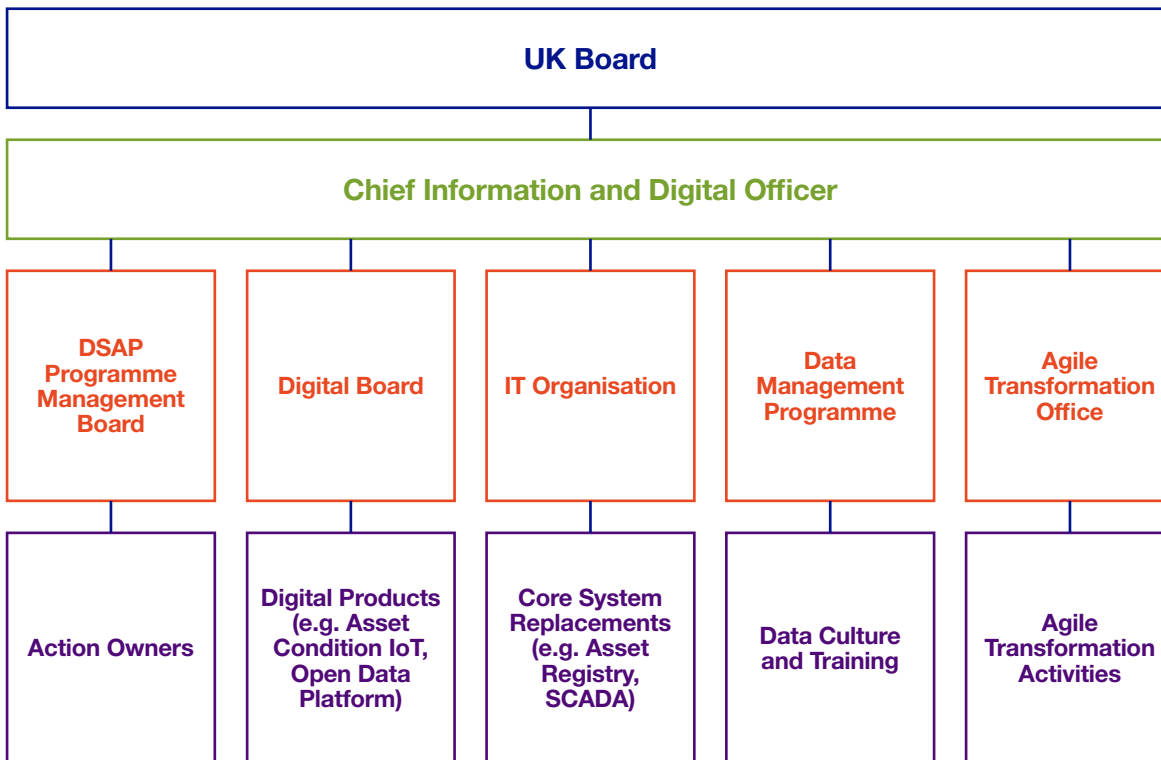 UK Board
Chief Information and Digital Officer
DSAP
Programme
Management
Board
Digital Board
IT Organisation
Data
Management
Programme
Agile
Transformation
Office
Action Owners
Digital Products
(e.g. Asset
Condition IoT,
Open Data
Platform)
Core System
Replacements
(e.g. Asset
Registry,
SCADA)
Data Culture
and Training
Agile
Transformation
Activities